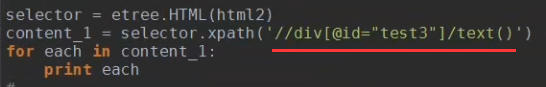 selector = etree.HTML(html2)
content_1 = selector.xpath('//div[@id="test3"]/text()')
for each in content_1:
    print each
#